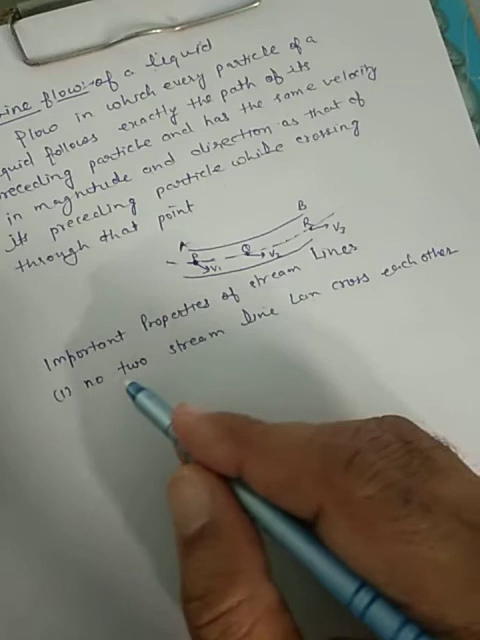 line flow:- of a liquid
flow in which every particle of a
liquid follows exactly the path of its
preceding particle and has the same velocity
in magnitude and direction as that of
its preceding particle while crossing
through that point
A B
P Q R
V1 V2 V3
Important Properties of stream lines
(1) no two stream line can cross each other